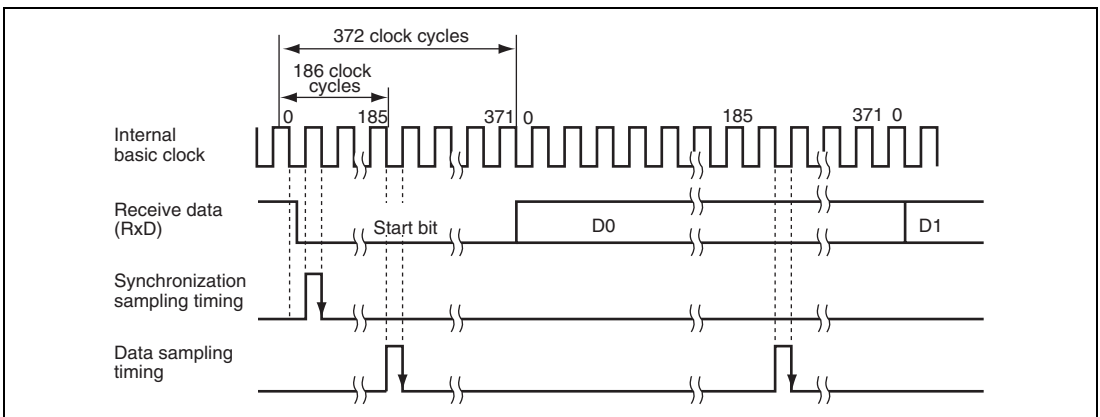 372 clock cycles
186 clock
cycles
0 185 371 0 185 371 0
Internal
basic clock
Receive data
(RxD)
Start bit D0 D1
Synchronization
sampling timing
Data sampling
timing